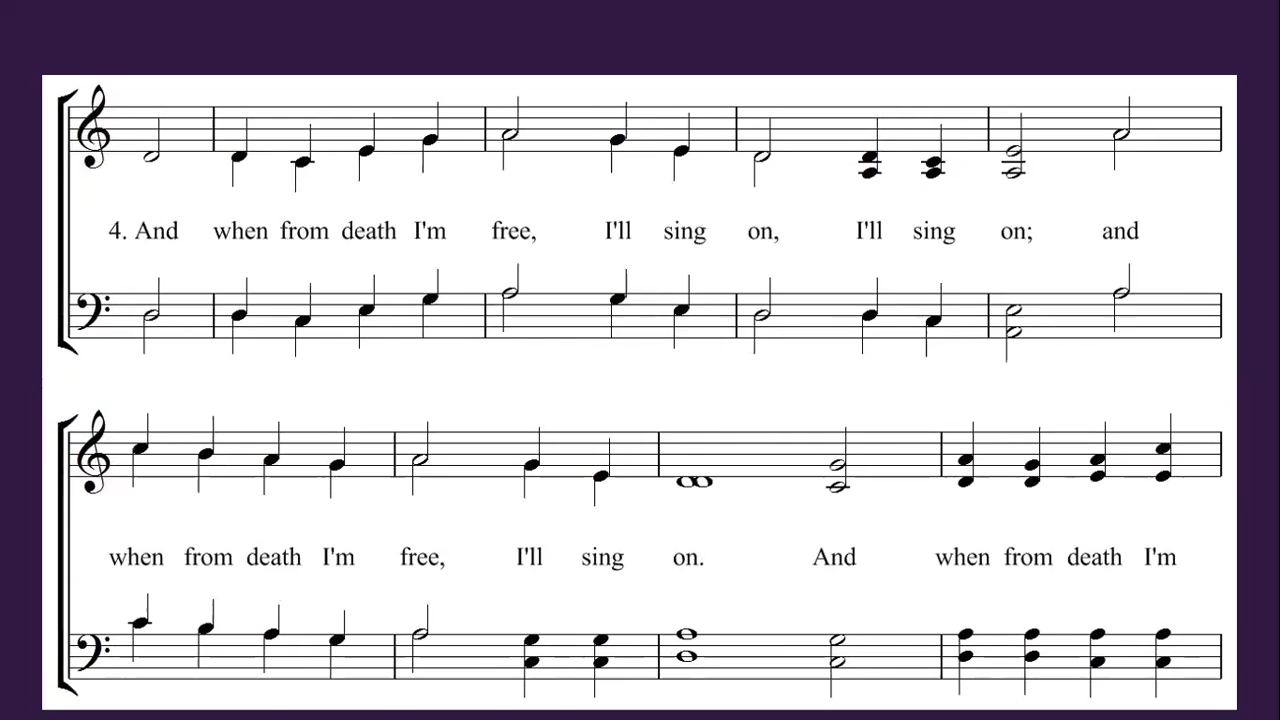 4. And when from death I'm free, I'll sing on, I'll sing on; and
when from death I'm free, I'll sing on. And when from death I'm